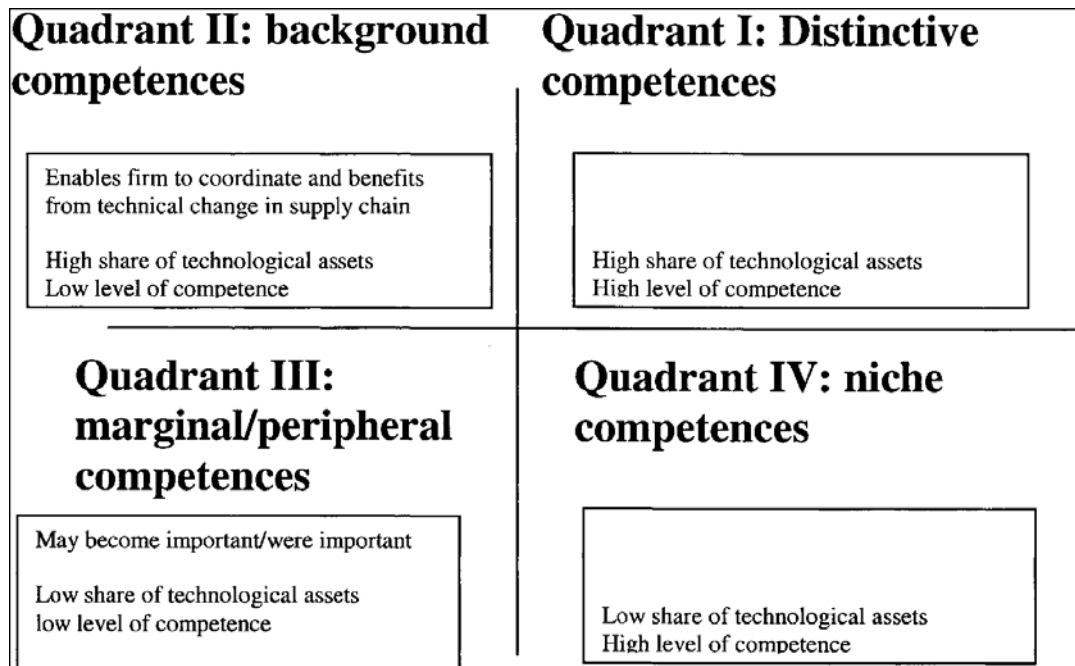 Quadrant II: background
competences
Enables firm to coordinate and benefits
from technical change in supply chain
High share of technological assets
Low level of competence
Quadrant I: Distinctive
competences
High share of technological assets
High level of competence
Quadrant III:
marginal/peripheral
competences
May become important/were important
Low share of technological assets
low level of competence
Quadrant IV: niche
competences
Low share of technological assets
High level of competence